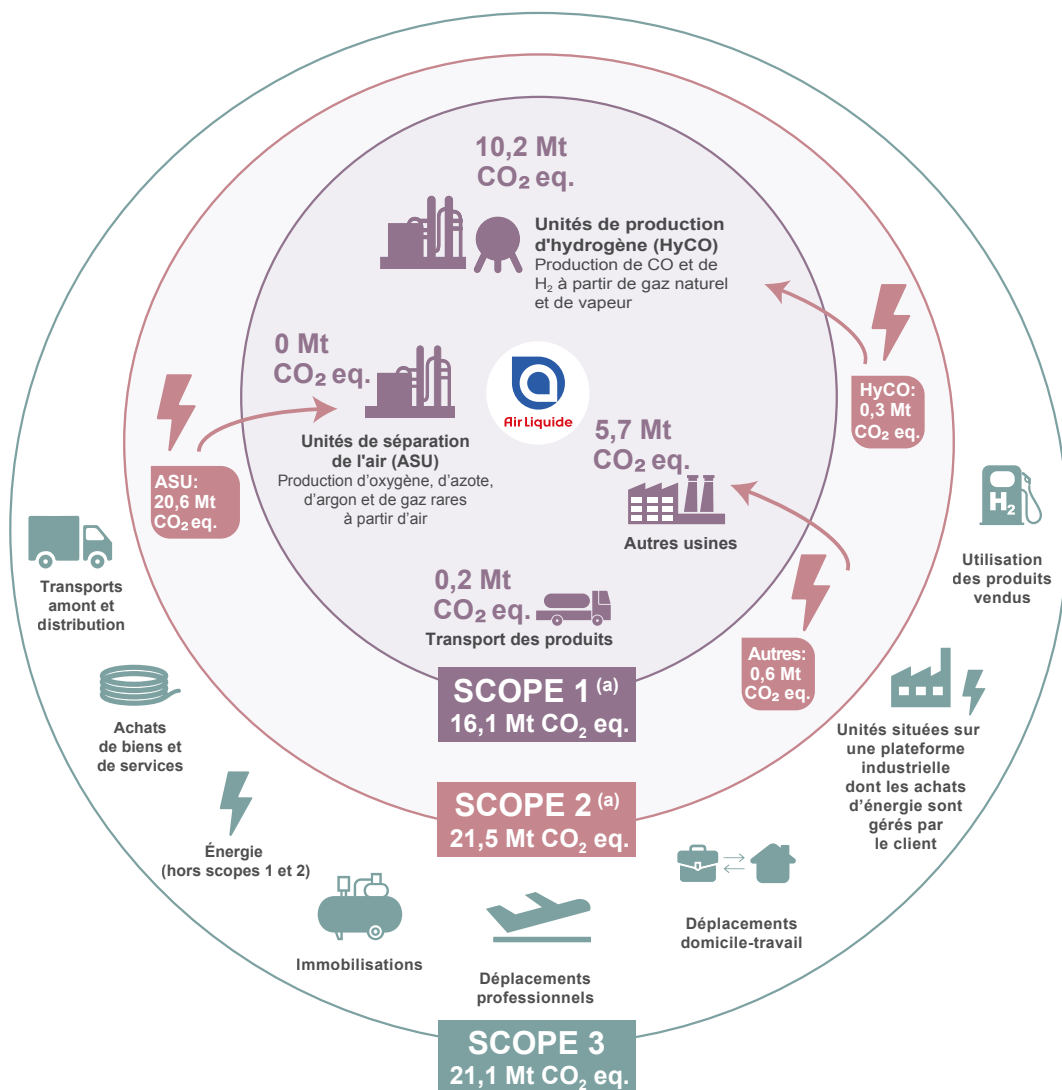 10,2 Mt
CO₂ eq.
Unités de production
d'hydrogène (HyCO)
Production de CO et de
H₂ à partir de gaz naturel
et de vapeur
0 Mt
CO₂ eq.
Unités de séparation
de l'air (ASU)
Production d'oxygène, d'azote,
d'argon et de gaz rares
à partir d'air
Air Liquide
HyCO:
0,3 Mt
CO₂ eq.
5,7 Mt
CO₂ eq.
Autres usines
ASU:
20,6 Mt
CO₂ eq.
0,2 Mt
CO₂ eq.
Transport des produits
Autres:
0,6 Mt
CO₂ eq.
SCOPE 1 (a)
16,1 Mt CO₂ eq.
SCOPE 2 (a)
21,5 Mt CO₂ eq.
Transports
amont et
distribution
Achats
de biens et
de services
Énergie
(hors scopes 1 et 2)
Immobilisations
Déplacements
professionnels
Déplacements
domicile-travail
Unités situées sur
une plateforme
industrielle
dont les achats
d'énergie sont
gérés par
le client
H₂
Utilisation
des produits
vendus
SCOPE 3
21,1 Mt CO₂ eq.